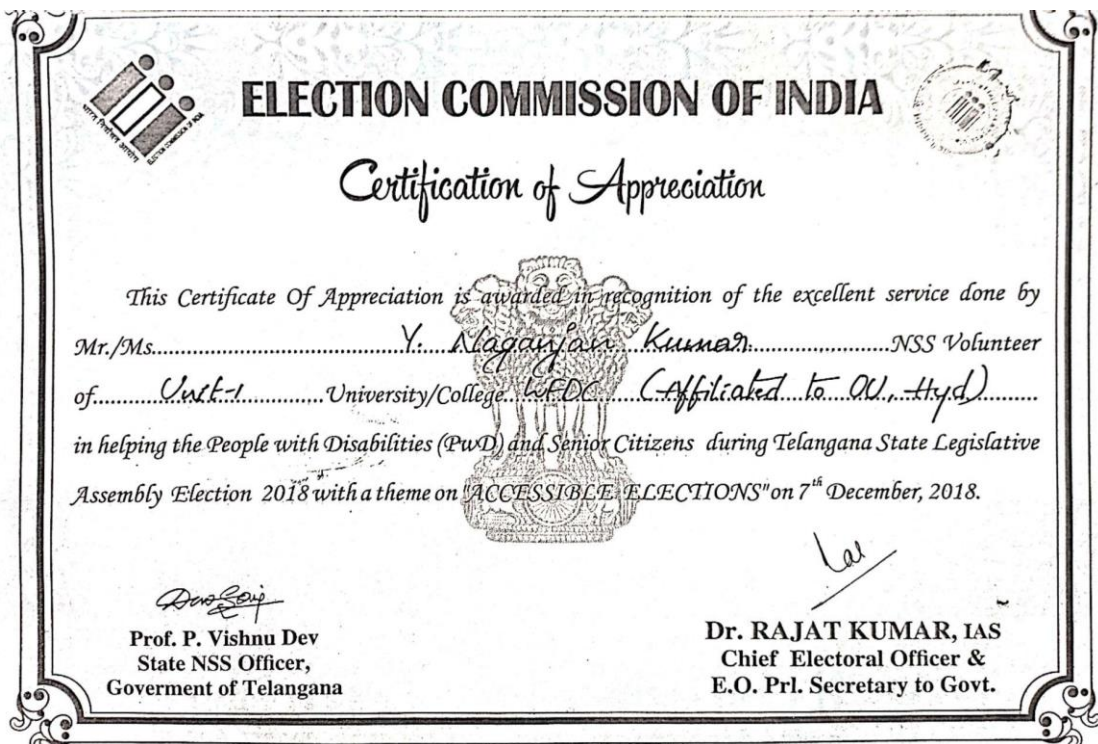 ELECTION COMMISSION OF INDIA
Certification of Appreciation
This Certificate Of Appreciation is awarded in recognition of the excellent service done by
Mr./Ms. Y. Naganjan Kumar. NSS Volunteer
of Unit-1 University/College WFDC (Affiliated to OU, Hyd)
in helping the People with Disabilities (PwD) and Senior Citizens during Telangana State Legislative
Assembly Election 2018 with a theme on "ACCESSIBLE ELECTIONS" on 7th December, 2018.
Prof. P. Vishnu Dev
State NSS Officer,
Goverment of Telangana
Dr. RAJAT KUMAR, IAS
Chief Electoral Officer &
E.O. Prl. Secretary to Govt.